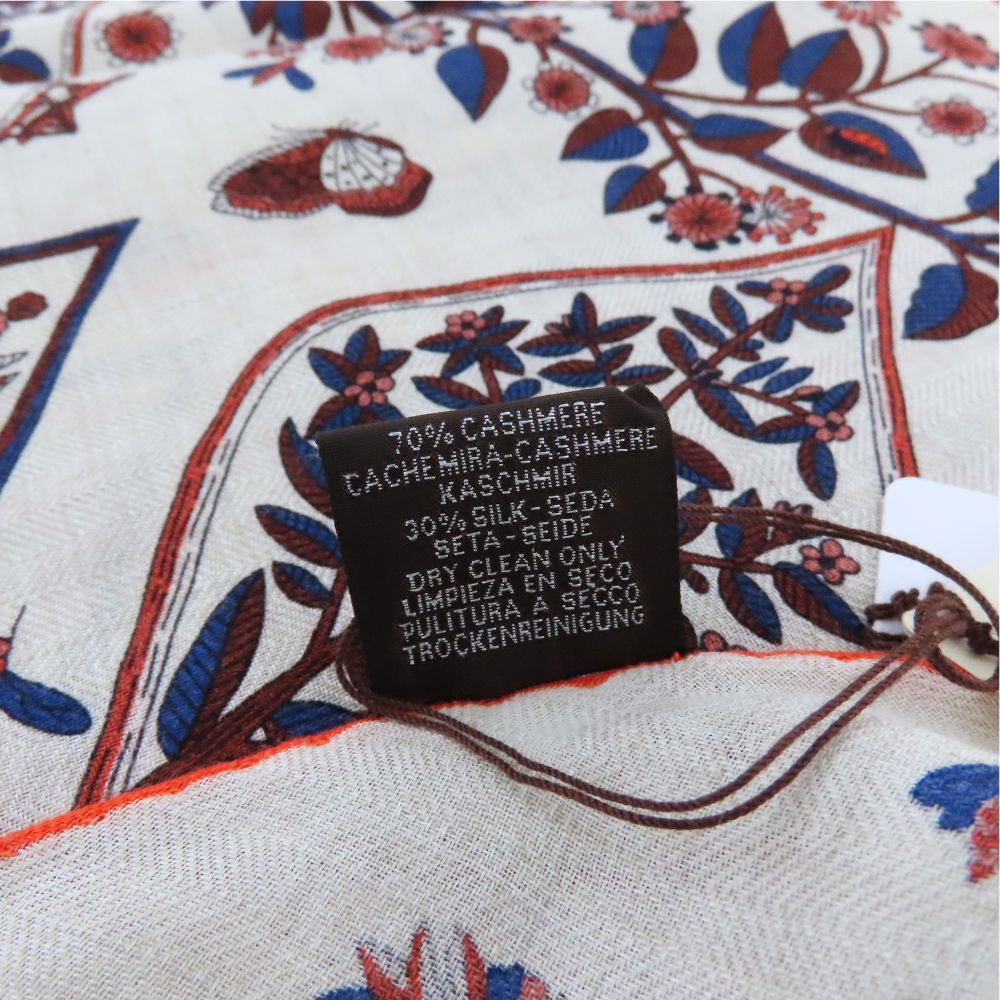 70% CASHMERE
CACHEMIRA-CASHMERE
KASCHMIR
30% SILK-SEDA
SETA-SEIDE
DRY CLEAN ONLY,
LIMPIEZA EN SECO
PULITURA A SECCO
TROCKENREINIGUNG